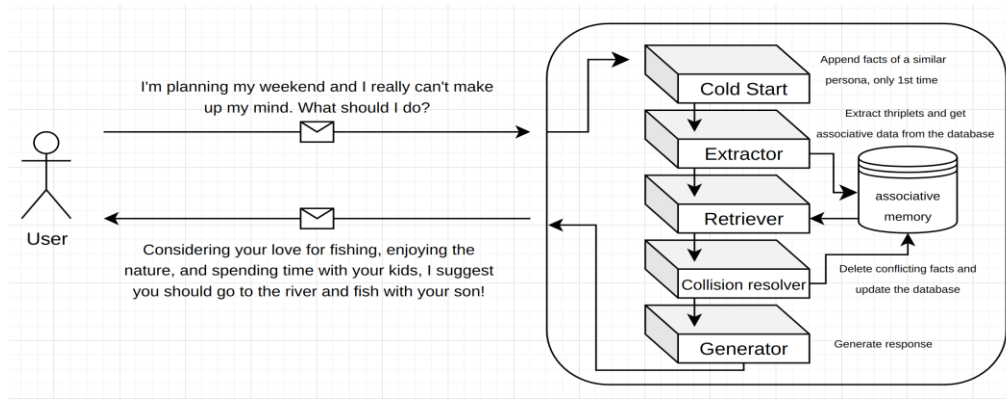 I'm planning my weekend and I really can't make
up my mind. What should I do?
User
Considering your love for fishing, enjoying the
nature, and spending time with your kids, I suggest
you should go to the river and fish with your son!
Cold Start
Append facts of a similar
persona, only 1st time
Extract thriplets and get
associative data from the database
Extractor
associative
memory
Retriever
Collision resolver
Delete conflicting facts and
update the database
Generator
Generate response